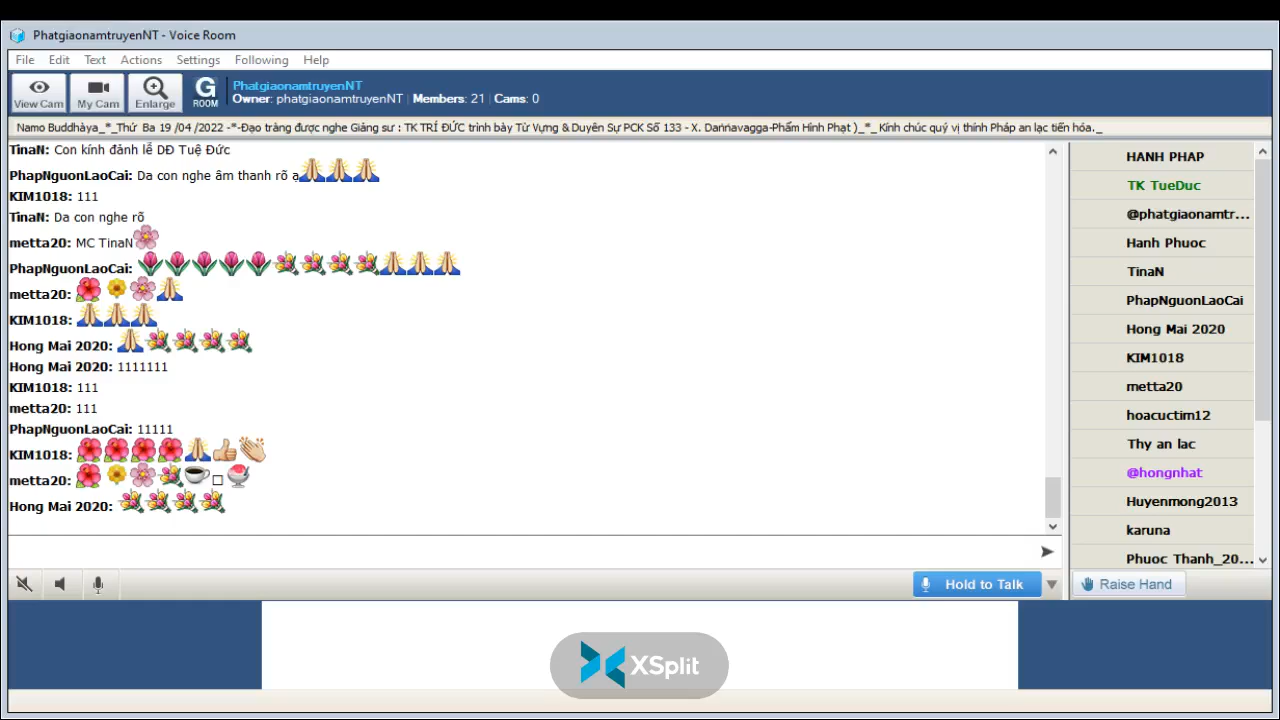 PhatgiaonamtruyenNT - Voice Room
File Edit Text Actions Settings Following Help
View Cam My Cam Enlarge G ROOM
PhatgiaonamtruyenNT
Owner: phatgiaonamtruyenNT | Members: 21 | Cams: 0
Namo Buddhàya_*_Thứ Ba 19 /04 /2022 -*-Đạo tràng được nghe Giảng sư : TK TRÍ ĐỨC trình bày Từ Vựng & Duyên Sự PCK Số 133 - X. Daṇṇavagga-Phẩm Hình Phạt )_*_ Kính chúc quý vị thính Pháp an lạc tiến hóa._
TinaN: Con kính đảnh lễ DĐ Tuệ Đức
PhapNguonLaoCai: Da con nghe âm thanh rõ a🙏🙏🙏
KIM1018: 111
TinaN: Da con nghe rõ
metta20: MC TinaN🌸
PhapNguonLaoCai: 🌷🌷🌷🌷🌷💐💐💐💐🙏🙏🙏
metta20: 🌺🌼🌸🙏
KIM1018: 🙏🙏🙏
Hong Mai 2020: 🙏💐💐💐💐
Hong Mai 2020: 1111111
KIM1018: 111
metta20: 111
PhapNguonLaoCai: 11111
KIM1018: 🌺🌺🌺🌺🙏👍👏
metta20: 🌺🌼🌸💐☕□🍨
Hong Mai 2020: 💐💐💐💐
HANH PHAP
TK TueDuc
@phatgiaonamtr...
Hanh Phuoc
TinaN
PhapNguonLaoCai
Hong Mai 2020
KIM1018
metta20
hoacuctim12
Thy an lac
@hongnhat
Huyenmong2013
karuna
Phuoc Thanh_20...
Hold to Talk
Raise Hand
XSplit